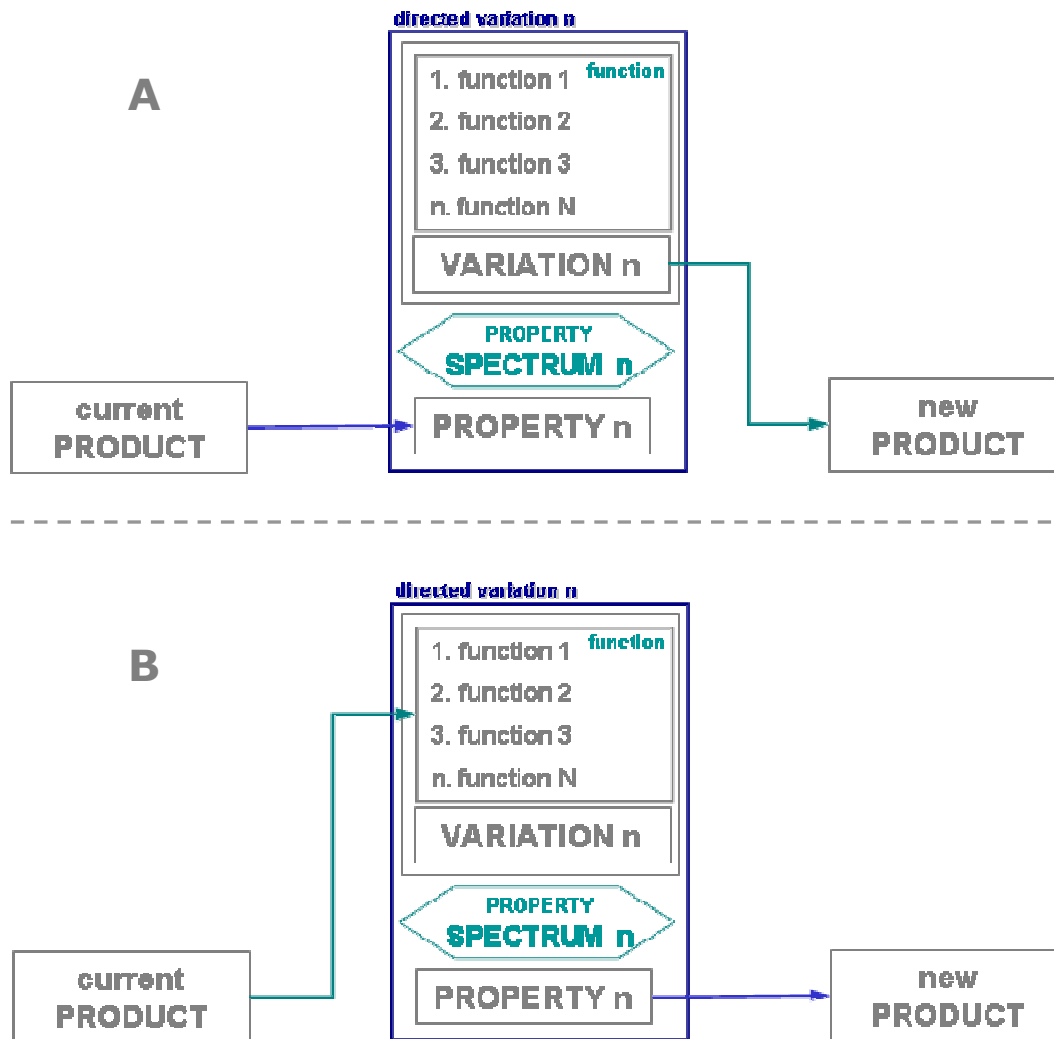 directed variation n
A
1. function 1
function
2. function 2
3. function 3
n. function N
VARIATION n
PROPERTY
SPECTRUM n
current
PRODUCT
PROPERTY n
new
PRODUCT
directed variation n
B
1. function 1
function
2. function 2
3. function 3
n. function N
VARIATION n
PROPERTY
SPECTRUM n
current
PRODUCT
PROPERTY n
new
PRODUCT